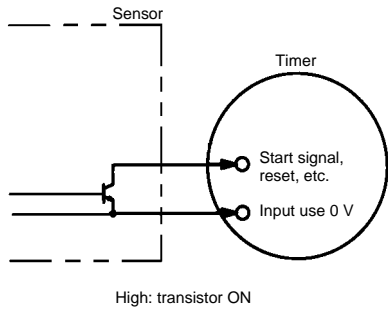 Sensor
Timer
Start signal,
reset, etc.
Input use 0 V
High: transistor ON